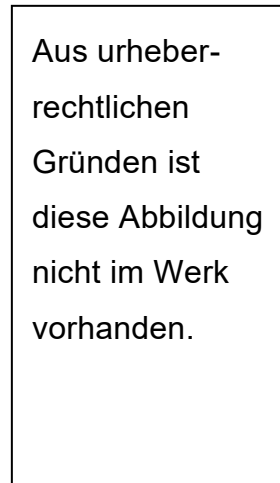 Aus urheber-
rechtlichen
Gründen ist
diese Abbildung
nicht im Werk
vorhanden.